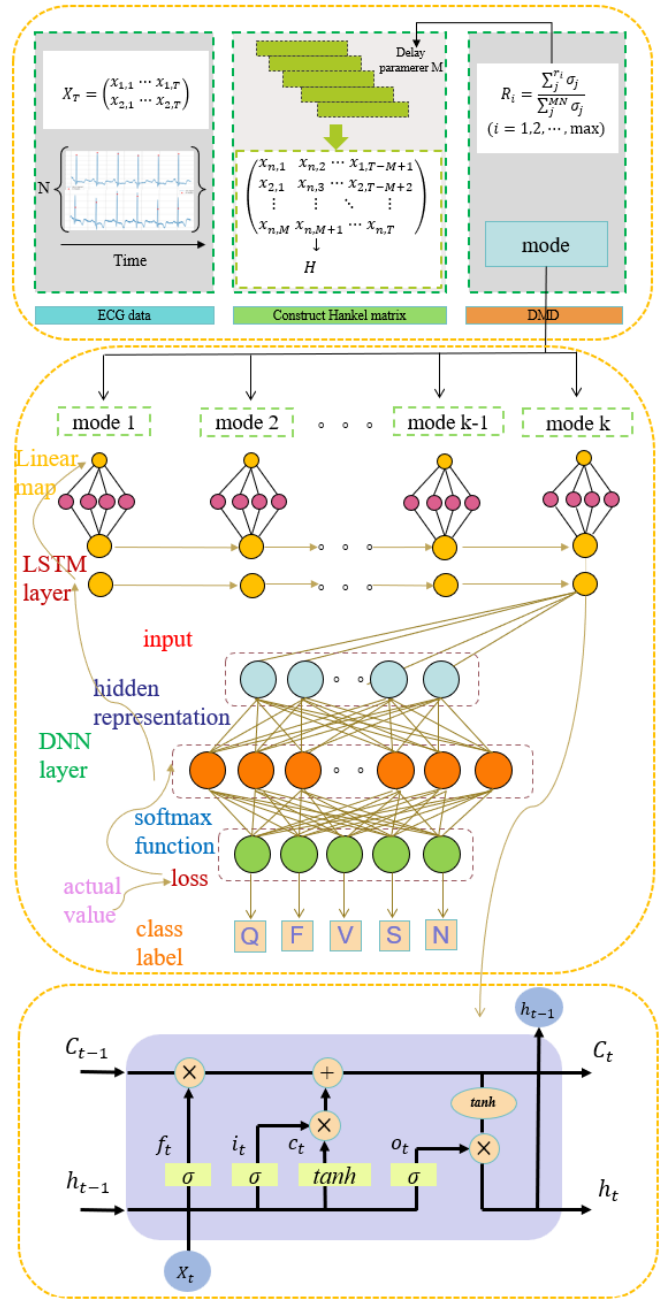 X_T = (x_{1,1} ⋯ x_{1,T}
x_{2,1} ⋯ x_{2,T})
N
Time
ECG data
Delay
paramerer M
(x_{n,1} x_{n,2} ⋯ x_{1,T−M+1}
x_{2,1} x_{n,3} ⋯ x_{2,T−M+2}
⋮ ⋮ ⋱ ⋮
x_{n,M} x_{n,M+1} ⋯ x_{n,T})
↓
H
Construct Hankel matrix
R_i = ∑_j^{r_i} σ_j / ∑_j^{MN} σ_j
(i = 1,2,⋯,max)
mode
DMD
mode 1
mode 2
mode k-1
mode k
Linear
map
LSTM
layer
input
hidden
representation
DNN
layer
softmax
function
loss
actual
value
class
label
Q F V S N
h_{t−1}
C_{t−1}
C_t
×
+
tanh
f_t
i_t
c_t
×
o_t
×
σ
σ
tanh
σ
h_{t−1}
h_t
X_t